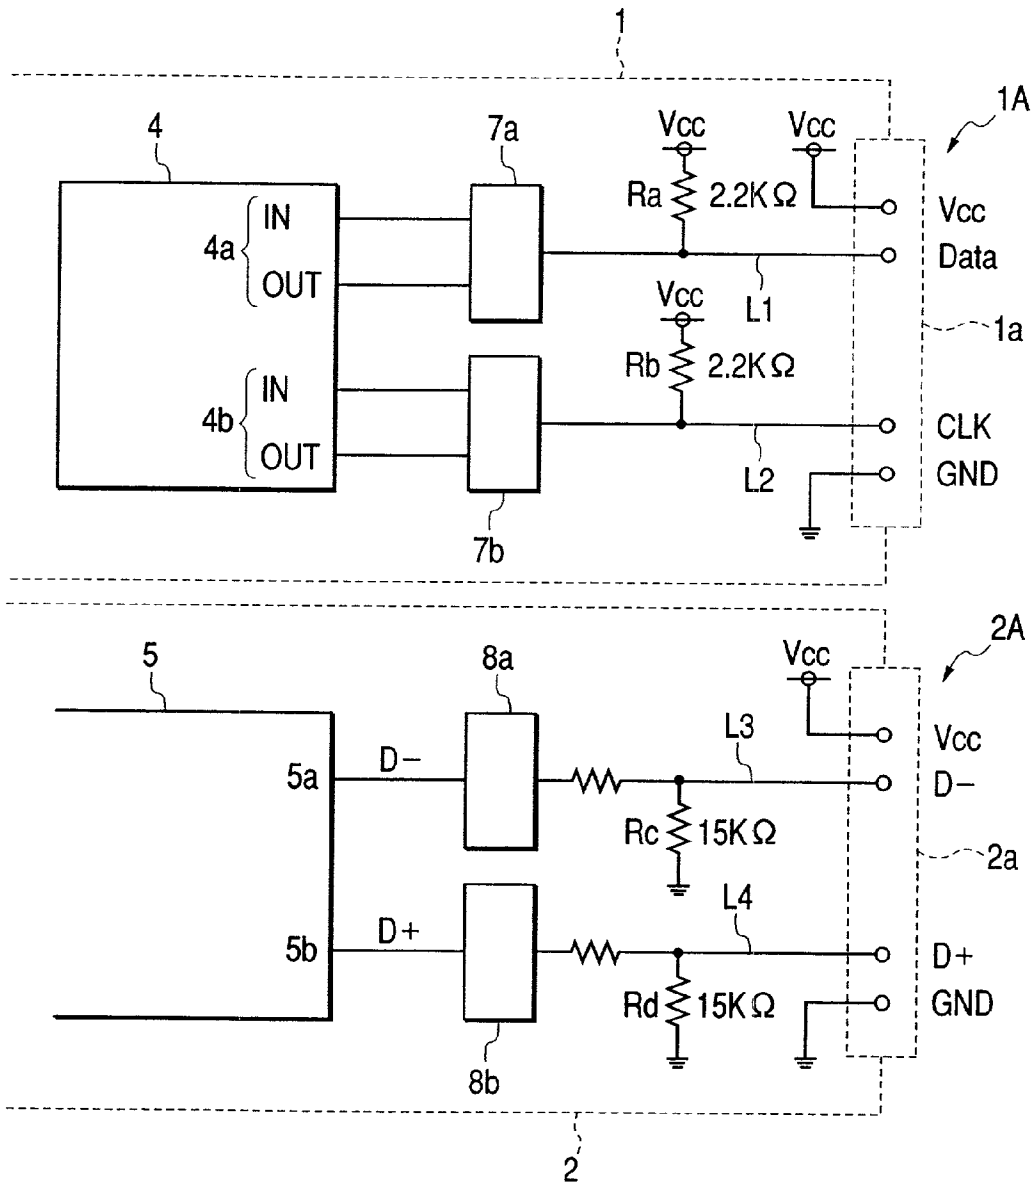 1
1A
4
7a
Vcc
Vcc
4a
IN
OUT
Ra
2.2KΩ
Vcc
Data
L1
1a
Vcc
4b
IN
OUT
Rb
2.2KΩ
CLK
L2
GND
7b
2A
5
8a
Vcc
Vcc
5a
D−
L3
D−
Rc
15KΩ
2a
5b
D+
L4
D+
Rd
15KΩ
GND
8b
2